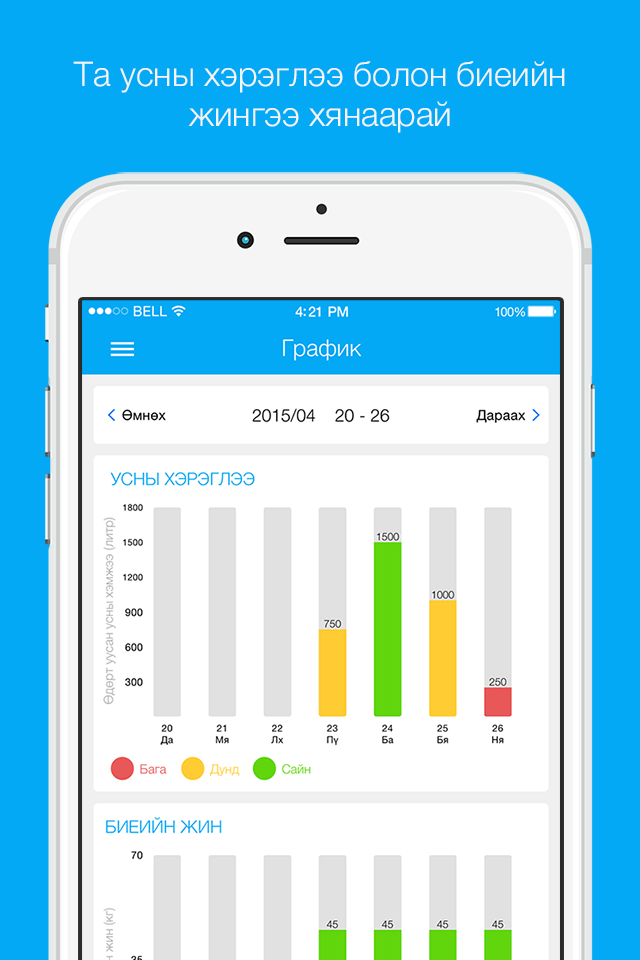 Та усны хэрэглээ болон биеийн
жингээ хянаарай
BELL
4:21 PM
100%
График
Өмнөх
2015/04 20 - 26
Дараах
УСНЫ ХЭРЭГЛЭЭ
Өдөрт уусан усны хэмжээ (литр)
1800
1500
1200
900
600
300
750
1500
1000
250
20 21 22 23 24 25 26
Да Мя Лх Пү Ба Бя Ня
Бага Дунд Сайн
БИЕИЙН ЖИН
70
45 45 45 45
жин (кг)